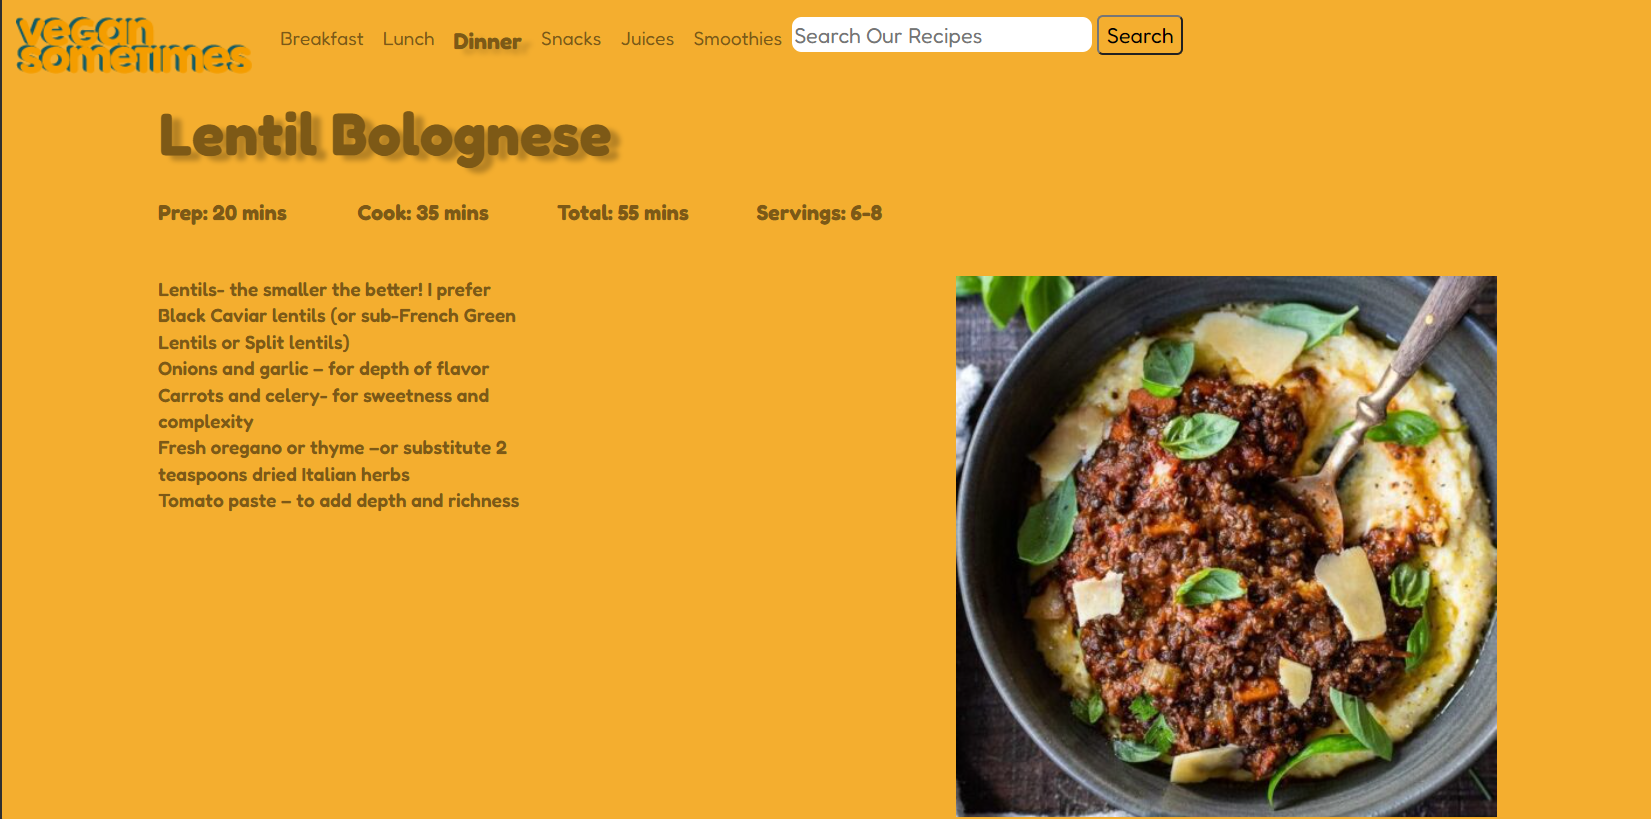 vegan
sometimes
Breakfast Lunch Dinner Snacks Juices Smoothies Search Our Recipes Search
Lentil Bolognese
Prep: 20 mins Cook: 35 mins Total: 55 mins Servings: 6-8
Lentils- the smaller the better! I prefer
Black Caviar lentils (or sub-French Green
Lentils or Split lentils)
Onions and garlic – for depth of flavor
Carrots and celery- for sweetness and
complexity
Fresh oregano or thyme –or substitute 2
teaspoons dried Italian herbs
Tomato paste – to add depth and richness